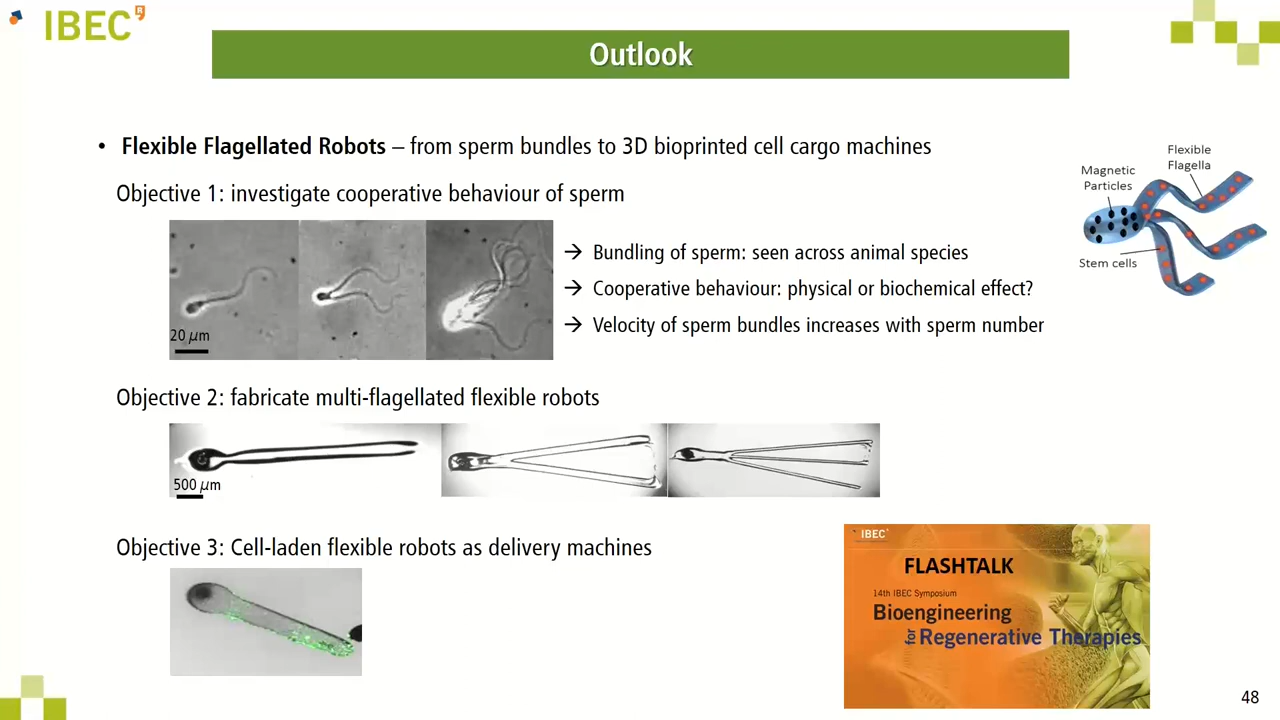 IBEC
Outlook
• Flexible Flagellated Robots – from sperm bundles to 3D bioprinted cell cargo machines
Objective 1: investigate cooperative behaviour of sperm
20 µm
→ Bundling of sperm: seen across animal species
→ Cooperative behaviour: physical or biochemical effect?
→ Velocity of sperm bundles increases with sperm number
Flexible
Flagella
Magnetic
Particles
Stem cells
Objective 2: fabricate multi-flagellated flexible robots
500 µm
Objective 3: Cell-laden flexible robots as delivery machines
IBEC
FLASHTALK
14th IBEC Symposium
Bioengineering
for Regenerative Therapies
48